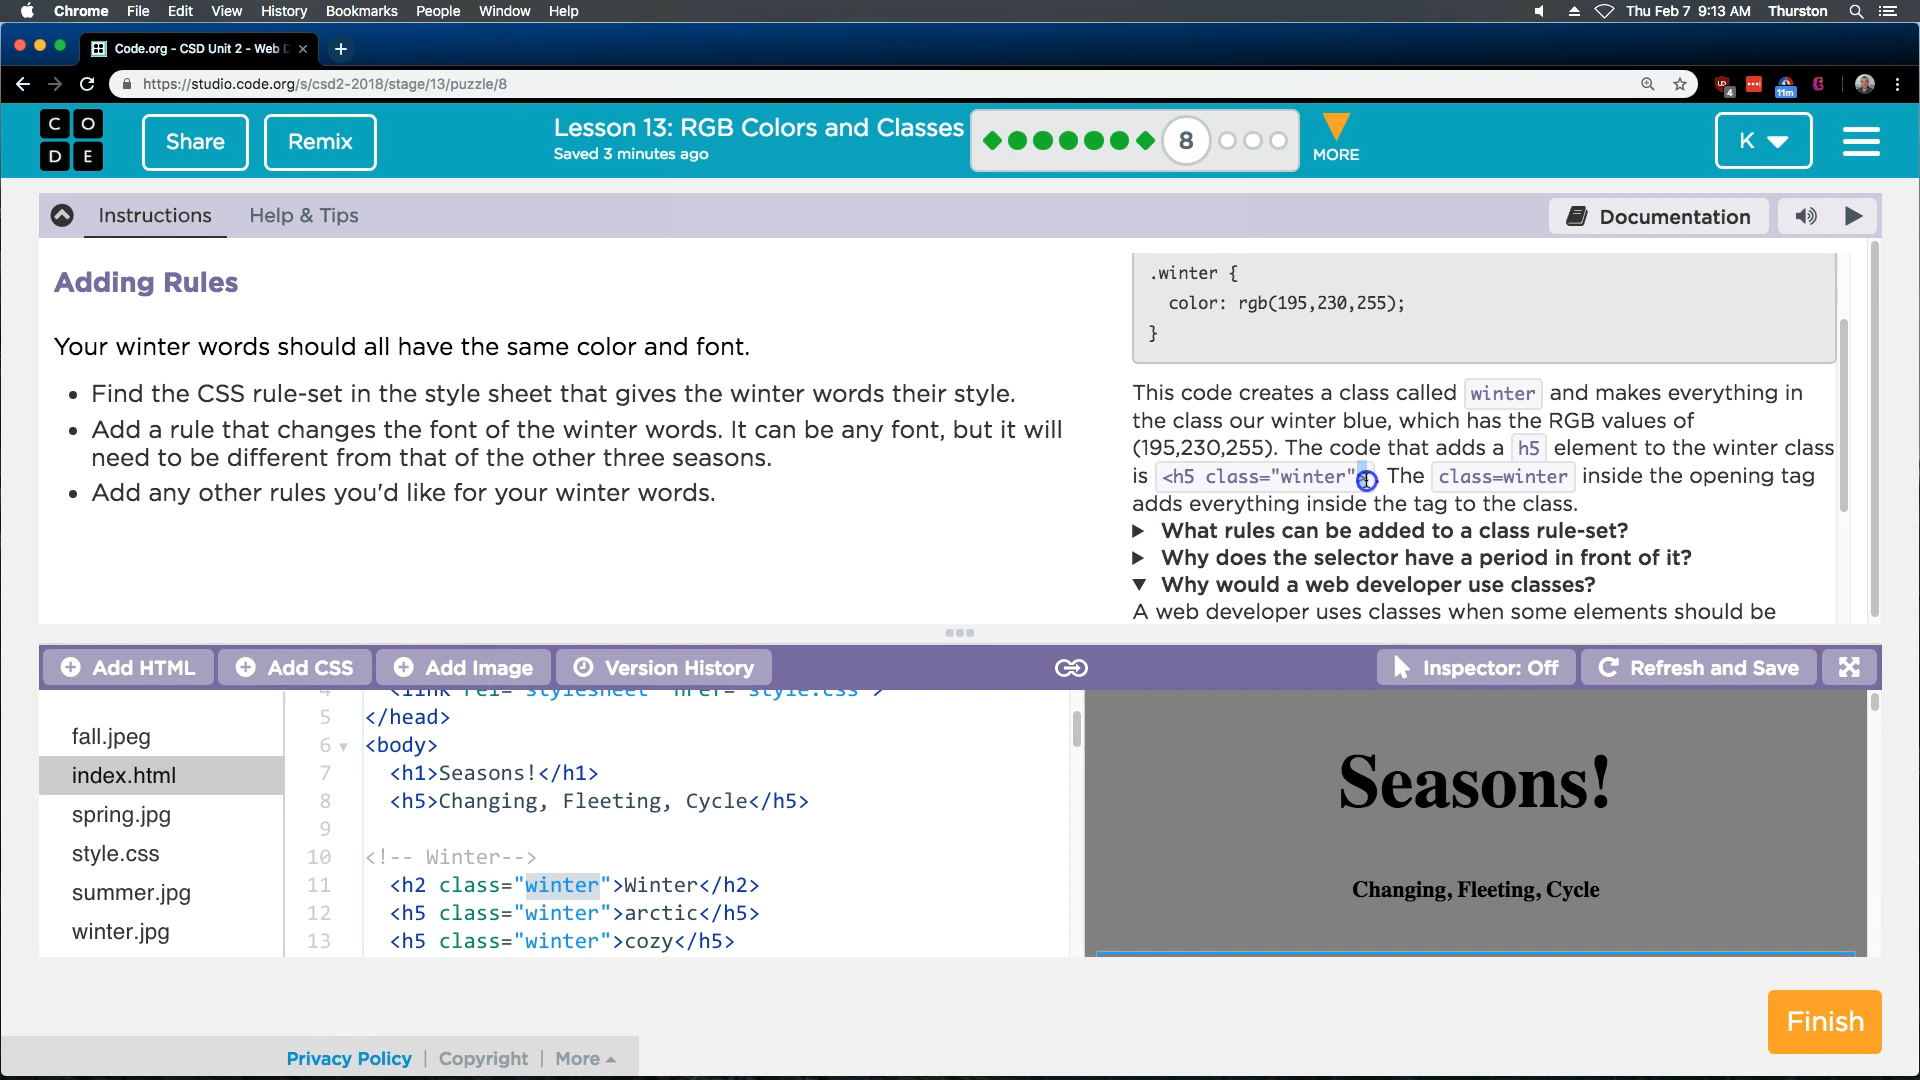 Chrome File Edit View History Bookmarks People Window Help Thu Feb 7 9:13 AM Thurston
Code.org - CSD Unit 2 - Web D
https://studio.code.org/s/csd2-2018/stage/13/puzzle/8
4
11m
C O
D E
Share
Remix
Lesson 13: RGB Colors and Classes
Saved 3 minutes ago
8
MORE
K
Instructions
Help & Tips
Documentation
Adding Rules
Your winter words should all have the same color and font.
• Find the CSS rule-set in the style sheet that gives the winter words their style.
• Add a rule that changes the font of the winter words. It can be any font, but it will
need to be different from that of the other three seasons.
• Add any other rules you'd like for your winter words.
.winter {
color: rgb(195,230,255);
}
This code creates a class called winter and makes everything in
the class our winter blue, which has the RGB values of
(195,230,255). The code that adds a h5 element to the winter class
is <h5 class="winter">. The class=winter inside the opening tag
adds everything inside the tag to the class.
What rules can be added to a class rule-set?
Why does the selector have a period in front of it?
Why would a web developer use classes?
A web developer uses classes when some elements should be
Add HTML
Add CSS
Add Image
Version History
Inspector: Off
Refresh and Save
fall.jpeg
index.html
spring.jpg
style.css
summer.jpg
winter.jpg
4 <link rel="stylesheet" href="style.css">
5 </head>
6 <body>
7 <h1>Seasons!</h1>
8 <h5>Changing, Fleeting, Cycle</h5>
9
10 <!-- Winter-->
11 <h2 class="winter">Winter</h2>
12 <h5 class="winter">arctic</h5>
13 <h5 class="winter">cozy</h5>
Seasons!
Changing, Fleeting, Cycle
Finish
Privacy Policy | Copyright | More